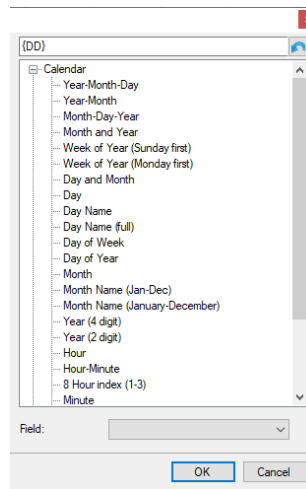 {DD}
Calendar
Year-Month-Day
Year-Month
Month-Day-Year
Month and Year
Week of Year (Sunday first)
Week of Year (Monday first)
Day and Month
Day
Day Name
Day Name (full)
Day of Week
Day of Year
Month
Month Name (Jan-Dec)
Month Name (January-December)
Year (4 digit)
Year (2 digit)
Hour
Hour-Minute
8 Hour index (1-3)
Minute
Field:
OK Cancel